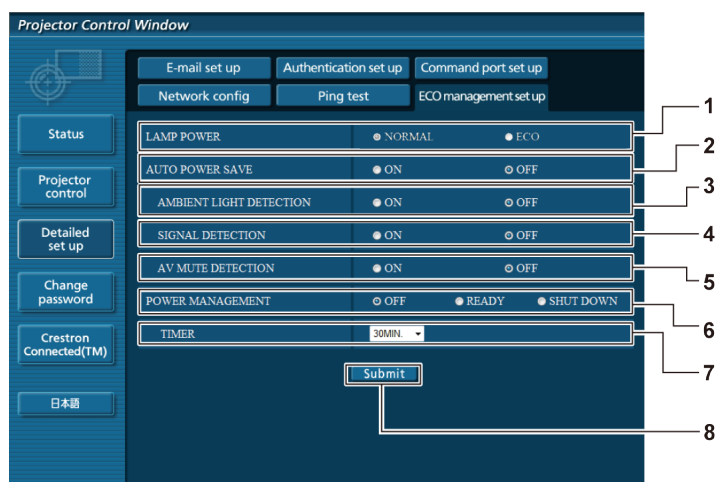 Projector Control Window
E-mail set up
Authentication set up
Command port set up
Network config
Ping test
ECO management set up
Status
Projector
control
Detailed
set up
Change
password
Crestron
Connected(TM)
日本語
LAMP POWER NORMAL ECO
AUTO POWER SAVE ON OFF
AMBIENT LIGHT DETECTION ON OFF
SIGNAL DETECTION ON OFF
AV MUTE DETECTION ON OFF
POWER MANAGEMENT OFF READY SHUT DOWN
TIMER 30MIN.
Submit
1
2
3
4
5
6
7
8